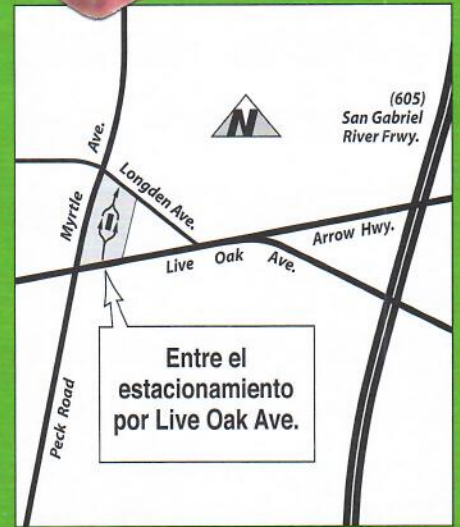 (605)
San Gabriel
River Frwy.
N
Ave.
Myrtle
Longden Ave.
Arrow Hwy.
Live Oak Ave.
Entre el
estacionamiento
por Live Oak Ave.
Peck Road